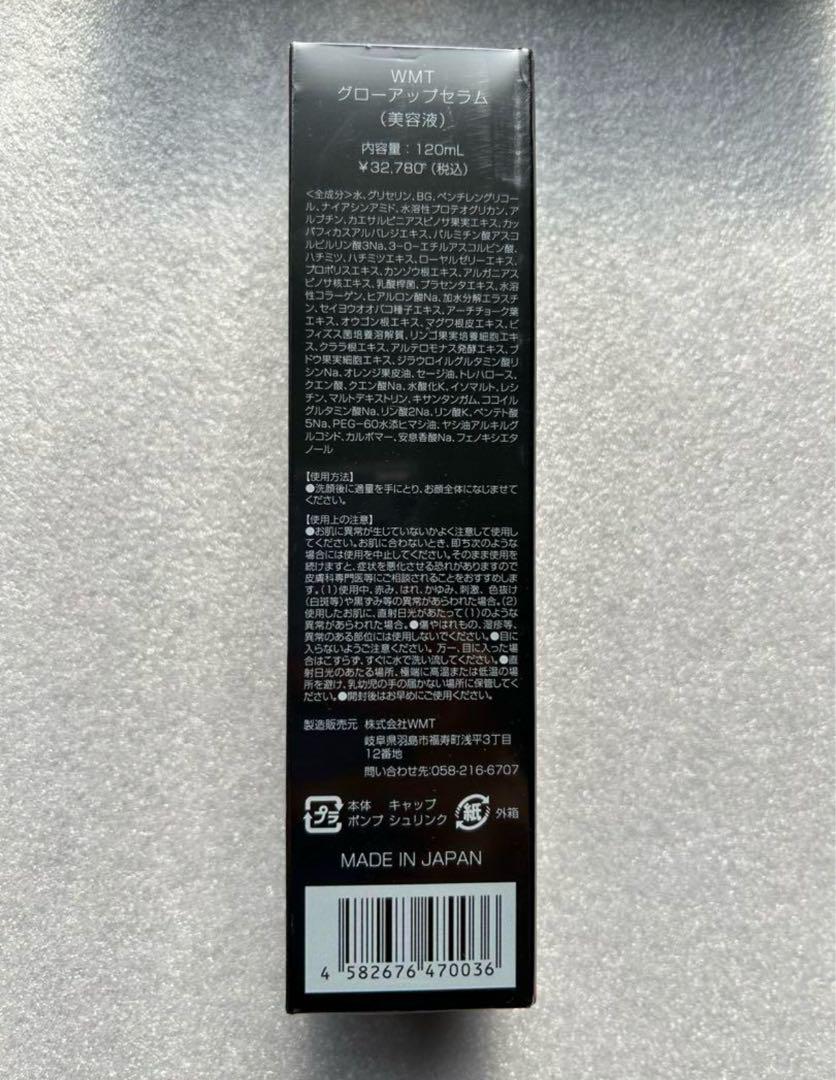 WMT
グローアップセラム
(美容液)
内容量：120mL
￥32,780 (税込)
<全成分>水、グリセリン、BG、ペンチレングリコー
ル、ナイアシンアミド、水溶性プロテオグリカン、ア
ルブチン、カエサルピニアスピノサ果実エキス、カッ
パフィカスアルバレジエキス、パルミチン酸アスコ
ルビルリン酸3Na、3-O-エチルアスコルビン酸、
ハチミツ、ハチミツエキス、ローヤルゼリーエキス、
プロポリスエキス、カンゾウ根エキス、アルガニアス
ピノサ核エキス、乳酸桿菌、プラセンタエキス、水溶
性コラーゲン、ヒアルロン酸Na、加水分解エラスチ
ン、セイヨウオオバコ種子エキス、アーチチョーク葉
エキス、オウゴン根エキス、マグワ根皮エキス、ビ
フィズス菌培養溶解質、リンゴ果実培養細胞エキ
ス、クララ根エキス、アルテロモナス発酵エキス、ブ
ドウ果実細胞エキス、ジラウロイルグルタミン酸リ
シンNa、オレンジ果皮油、セージ油、トレハロース、
クエン酸、クエン酸Na、水酸化K、イソマルト、レシ
チン、マルトデキストリン、キサンタンガム、ココイル
グルタミン酸Na、リン酸2Na、リン酸K、ペンテト酸
5Na、PEG-60水添ヒマシ油、ヤシ油アルキルグ
ルコシド、カルボマー、安息香酸Na、フェノキシエタ
ノール
【使用方法】
●洗顔後に適量を手にとり、お顔全体になじませて
ください。
【使用上の注意】
●お肌に異常が生じていないかよく注意して使用し
てください。お肌に合わないとき、即ち次のような
場合には使用を中止してください。そのまま使用を
続けますと、症状を悪化させる恐れがありますので
皮膚科専門医等にご相談されることをおすすめしま
す。(1)使用中、赤み、はれ、かゆみ、刺激、色抜け
(白斑等)や黒ずみ等の異常があらわれた場合。(2)
使用したお肌に、直射日光があたって(1)のような
異常があらわれた場合。●傷やはれもの、湿疹等、
異常のある部位には使用しないでください。●目に
入らないようご注意ください。万一、目に入った場
合はこすらず、すぐに水で洗い流してください。●直
射日光のあたる場所、極端に高温または低温の場
所を避け、乳幼児の手の届かない場所に保管してく
ださい。●開封後はお早めにご使用ください。
製造販売元 株式会社WMT
岐阜県羽島市福寿町浅平3丁目
12番地
問い合わせ先:058-216-6707
プラ 本体 キャップ
ポンプ シュリンク
紙 外箱
MADE IN JAPAN
4 582676 470036